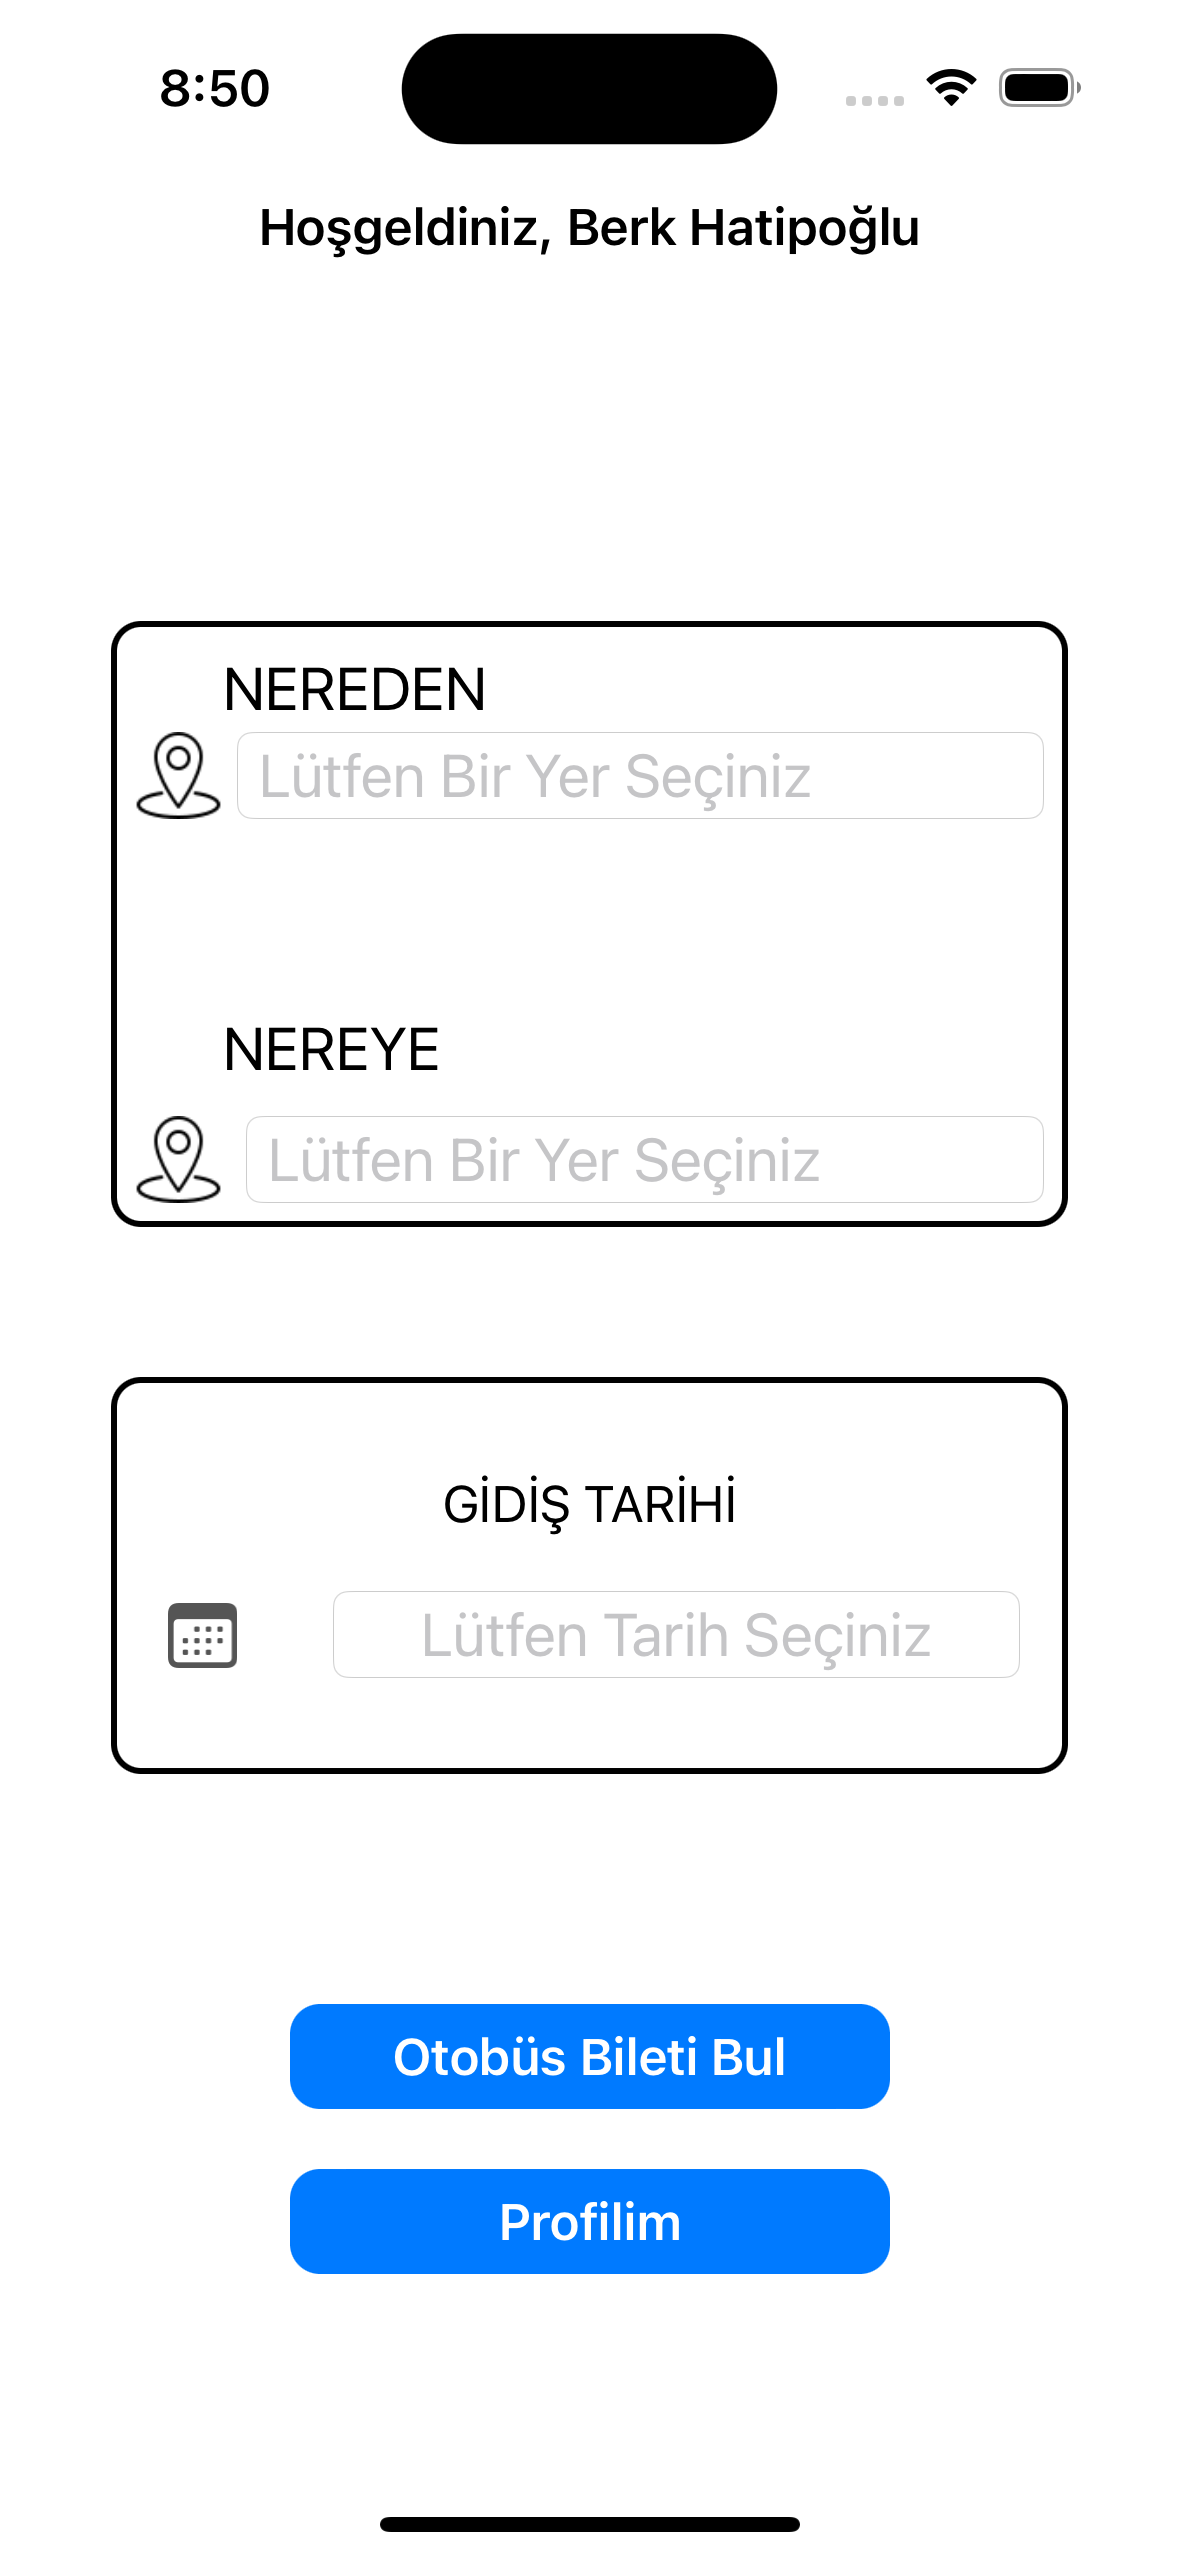 8:50
Hoşgeldiniz, Berk Hatipoğlu
NEREDEN
Lütfen Bir Yer Seçiniz
NEREYE
Lütfen Bir Yer Seçiniz
GİDİŞ TARİHİ
Lütfen Tarih Seçiniz
Otobüs Bileti Bul
Profilim